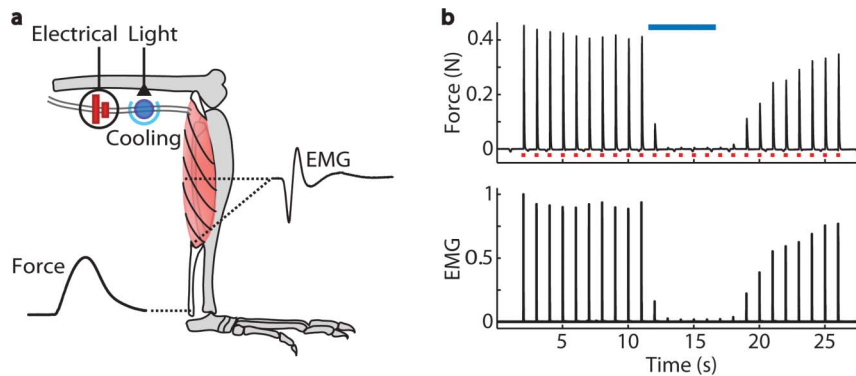 a
Electrical Light
Cooling
EMG
Force
b
Force (N)
0.4
0.2
0
EMG
1
0.5
0
5 10 15 20 25
Time (s)